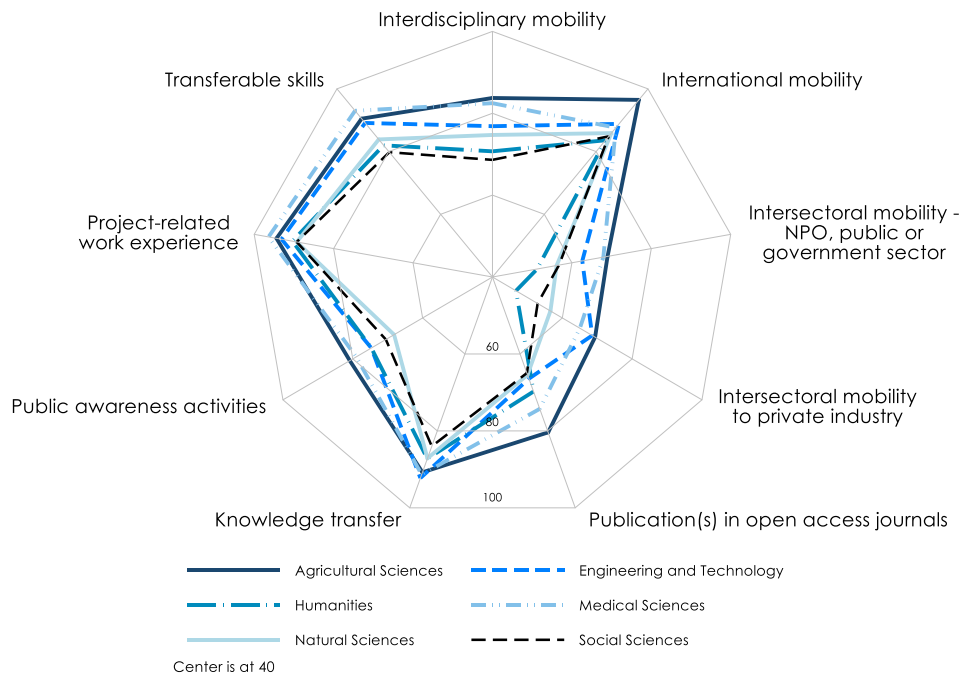 Interdisciplinary mobility
Transferable skills
International mobility
Project-related
work experience
Intersectoral mobility -
NPO, public or
government sector
60
Public awareness activities
Intersectoral mobility
to private industry
80
100
Knowledge transfer
Publication(s) in open access journals
Agricultural Sciences
Engineering and Technology
Humanities
Medical Sciences
Natural Sciences
Social Sciences
Center is at 40